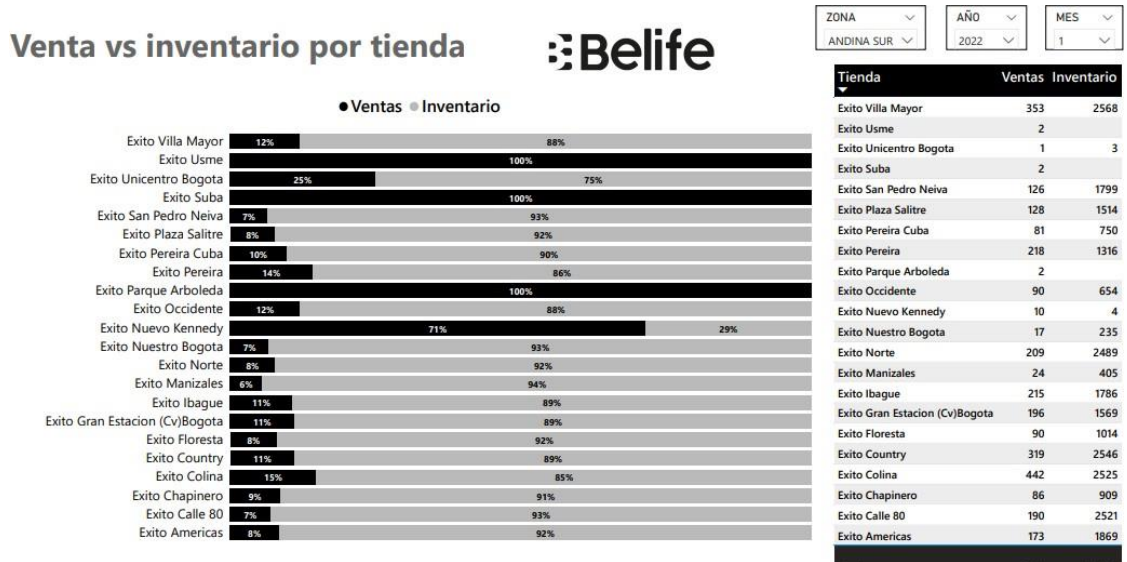 Venta vs inventario por tienda
Belife
ZONA
ANDINA SUR
AÑO
2022
MES
1
Ventas Inventario
Exito Villa Mayor 12% 88%
Exito Usme 100%
Exito Unicentro Bogota 25% 75%
Exito Suba 100%
Exito San Pedro Neiva 7% 93%
Exito Plaza Salitre 8% 92%
Exito Pereira Cuba 10% 90%
Exito Pereira 14% 86%
Exito Parque Arboleda 100%
Exito Occidente 12% 88%
Exito Nuevo Kennedy 71% 29%
Exito Nuestro Bogota 7% 93%
Exito Norte 8% 92%
Exito Manizales 6% 94%
Exito Ibague 11% 89%
Exito Gran Estacion (Cv)Bogota 11% 89%
Exito Floresta 8% 92%
Exito Country 11% 89%
Exito Colina 15% 85%
Exito Chapinero 9% 91%
Exito Calle 80 7% 93%
Exito Americas 8% 92%
Tienda Ventas Inventario
Exito Villa Mayor 353 2568
Exito Usme 2
Exito Unicentro Bogota 1 3
Exito Suba 2
Exito San Pedro Neiva 126 1799
Exito Plaza Salitre 128 1514
Exito Pereira Cuba 81 750
Exito Pereira 218 1316
Exito Parque Arboleda 2
Exito Occidente 90 654
Exito Nuevo Kennedy 10 4
Exito Nuestro Bogota 17 235
Exito Norte 209 2489
Exito Manizales 24 405
Exito Ibague 215 1786
Exito Gran Estacion (Cv)Bogota 196 1569
Exito Floresta 90 1014
Exito Country 319 2546
Exito Colina 442 2525
Exito Chapinero 86 909
Exito Calle 80 190 2521
Exito Americas 173 1869